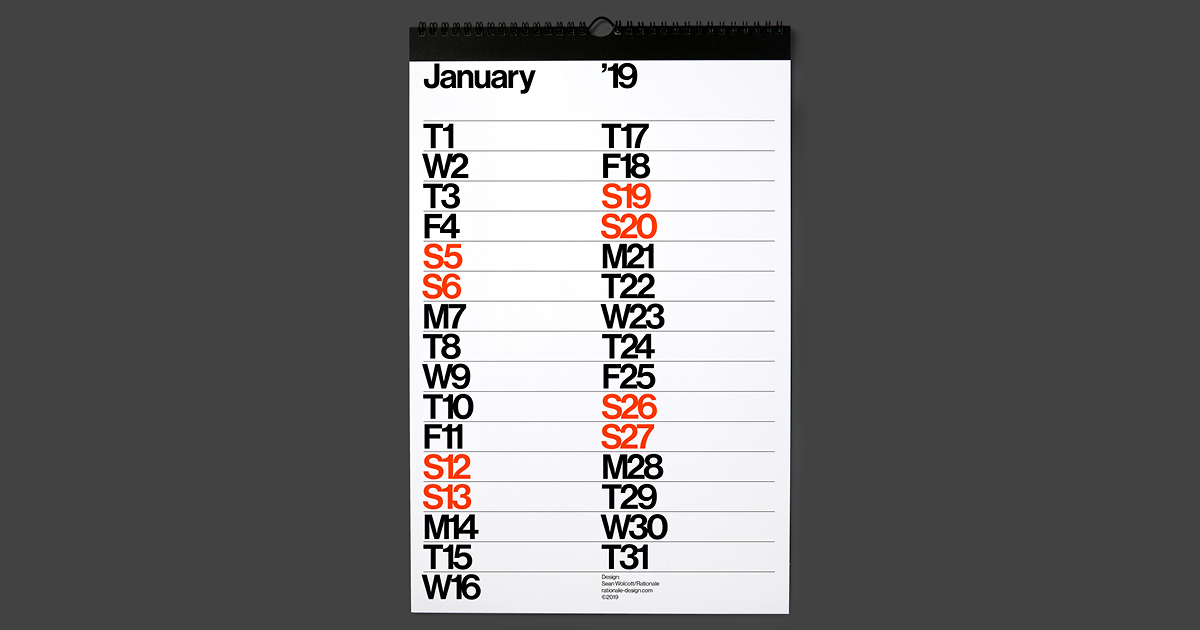 January ’19
T1
W2
T3
F4
S5
S6
M7
T8
W9
T10
F11
S12
S13
M14
T15
W16
T17
F18
S19
S20
M21
T22
W23
T24
F25
S26
S27
M28
T29
W30
T31
Design:
Sean Wolcott/Rationale
rationale-design.com
©2019